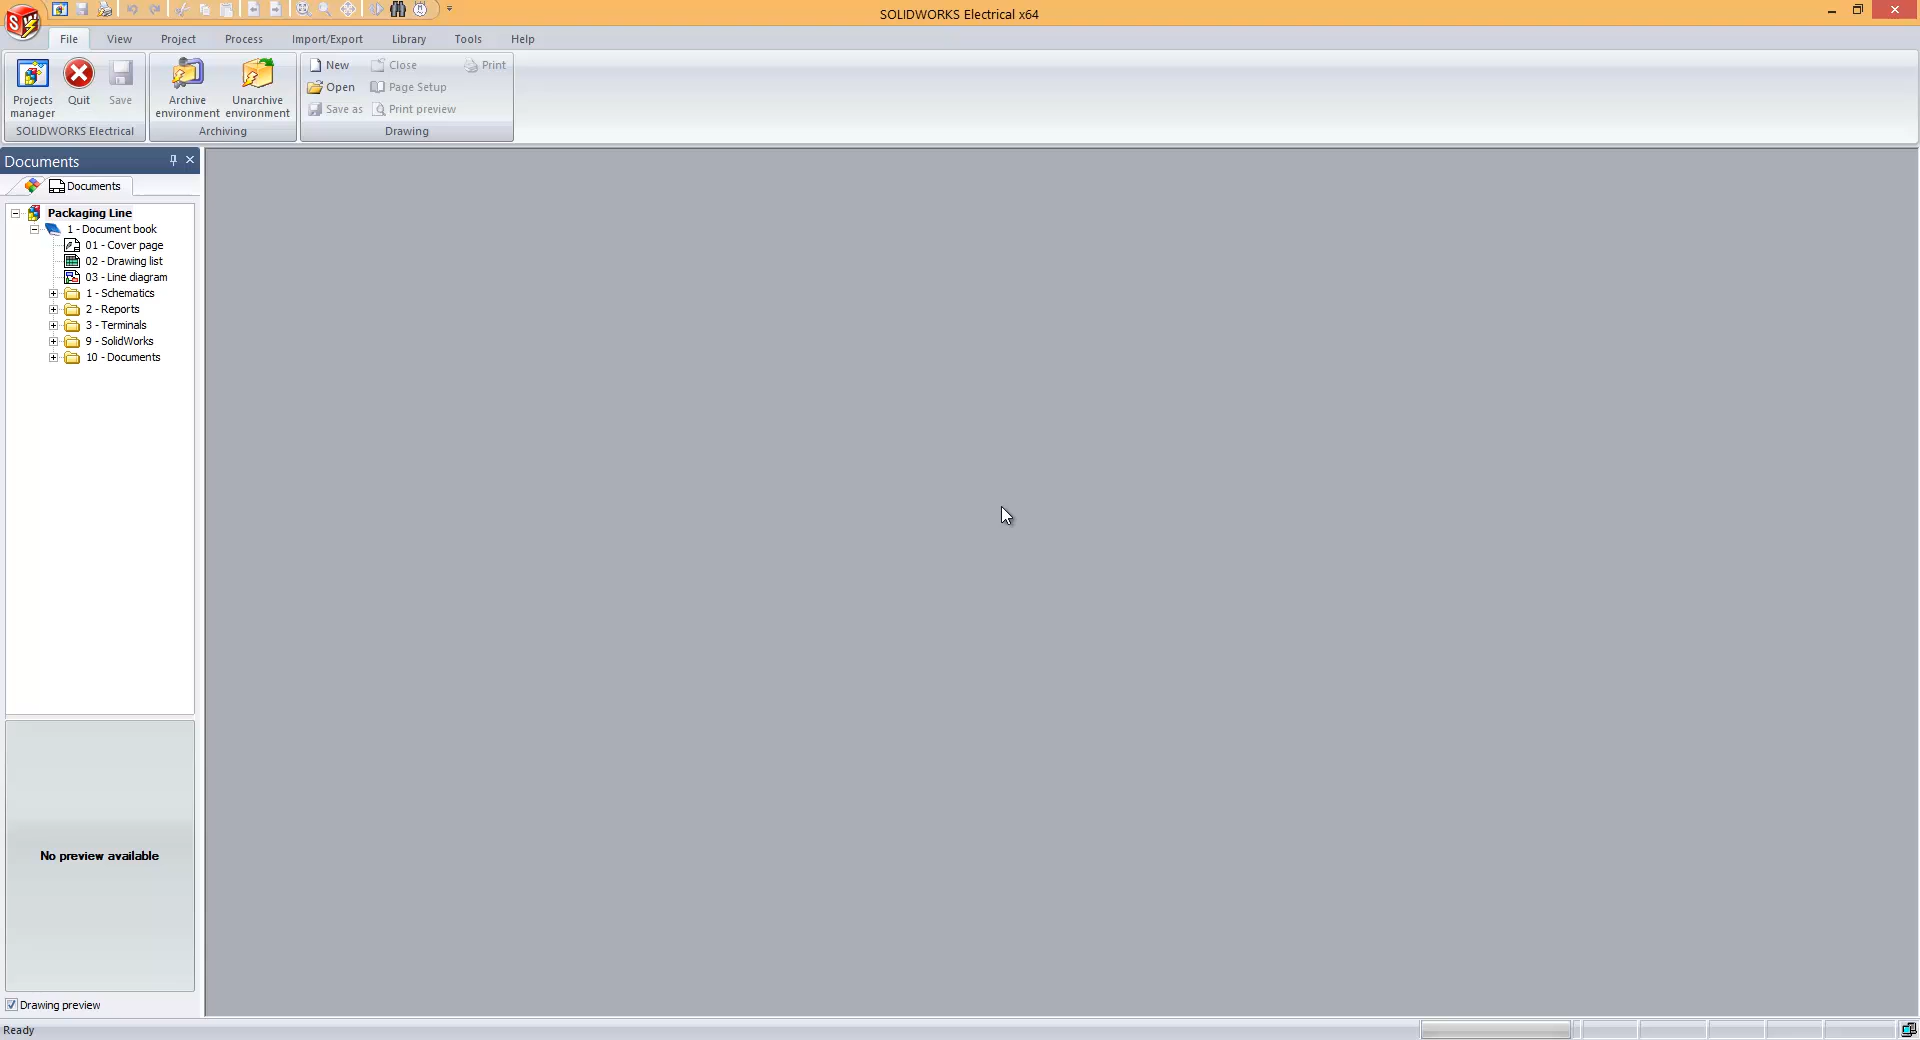 SOLIDWORKS Electrical x64
File View Project Process Import/Export Library Tools Help
Projects manager
Quit
Save
SOLIDWORKS Electrical
Archive environment
Unarchive environment
Archiving
New
Close
Print
Open
Page Setup
Save as
Print preview
Drawing
Documents
Documents
Packaging Line
1 - Document book
01 - Cover page
02 - Drawing list
03 - Line diagram
1 - Schematics
2 - Reports
3 - Terminals
9 - SolidWorks
10 - Documents
No preview available
Drawing preview
Ready